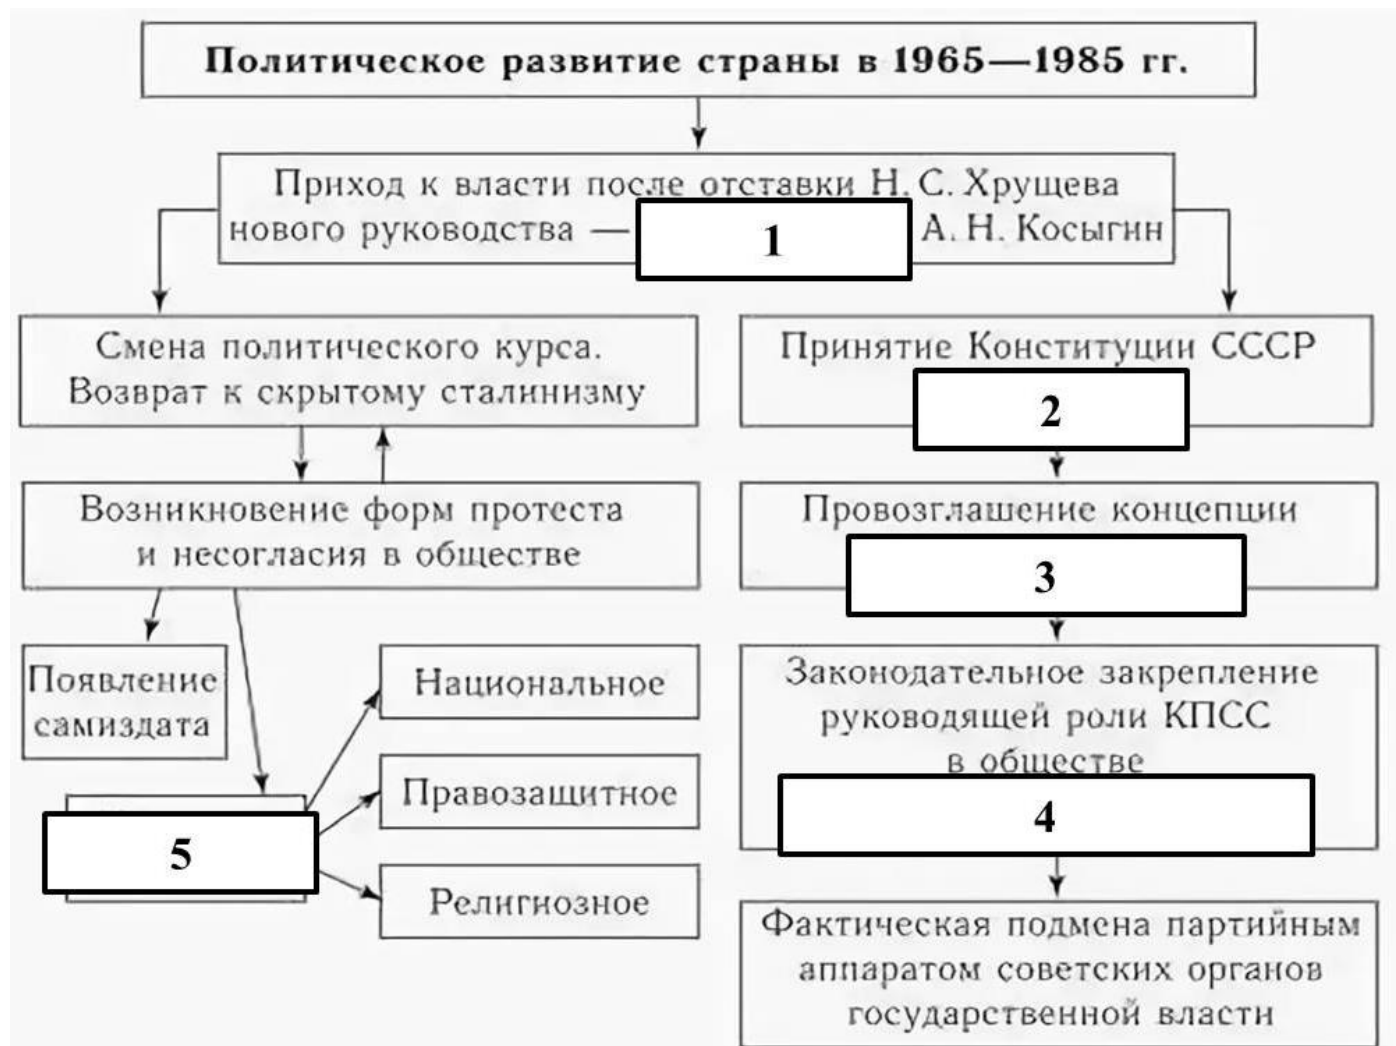 Политическое развитие страны в 1965—1985 гг.
Приход к власти после отставки Н. С. Хрущева
нового руководства — 1 А. Н. Косыгин
Смена политического курса.
Возврат к скрытому сталинизму
Принятие Конституции СССР
2
Возникновение форм протеста
и несогласия в обществе
Провозглашение концепции
3
Появление
самиздата
Национальное
Правозащитное
Религиозное
5
Законодательное закрепление
руководящей роли КПСС
в обществе
4
Фактическая подмена партийным
аппаратом советских органов
государственной власти